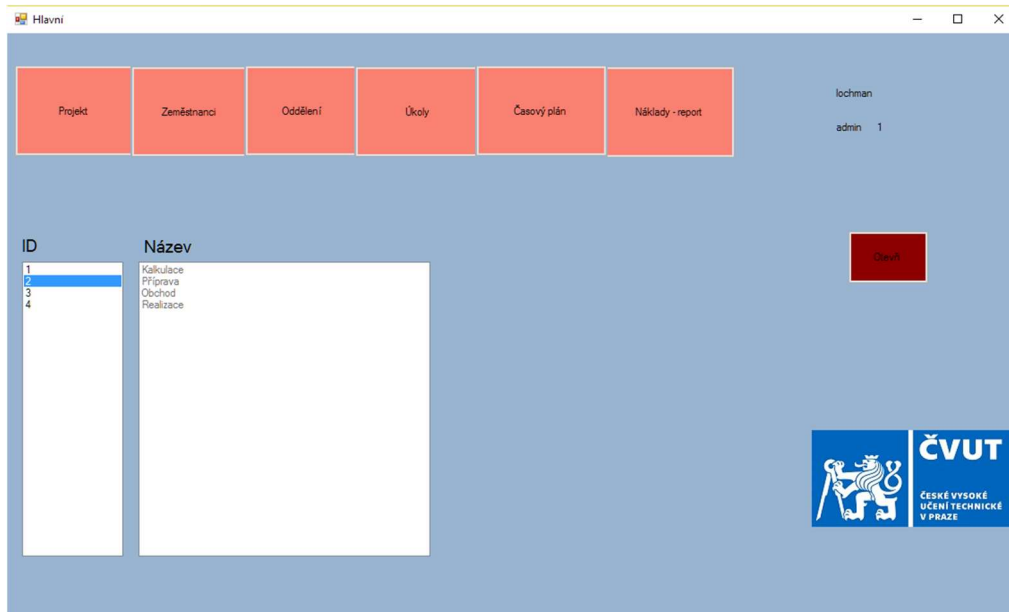 Hlavní
Projekt
Zeměstnanci
Oddělení
Úkoly
Časový plán
Náklady - report
lochman
admin 1
ID
Název
Otevři
1
2
3
4
Kalkulace
Příprava
Obchod
Realizace
ČVUT
ČESKÉ VYSOKÉ
UČENÍ TECHNICKÉ
V PRAZE